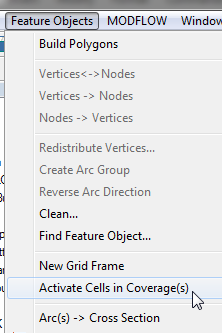 Feature Objects MODFLOW Window
Build Polygons
Vertices<->Nodes
Vertices -> Nodes
Nodes -> Vertices
Redistribute Vertices...
Create Arc Group
Reverse Arc Direction
Clean...
Find Feature Object...
New Grid Frame
Activate Cells in Coverage(s)
Arc(s) -> Cross Section